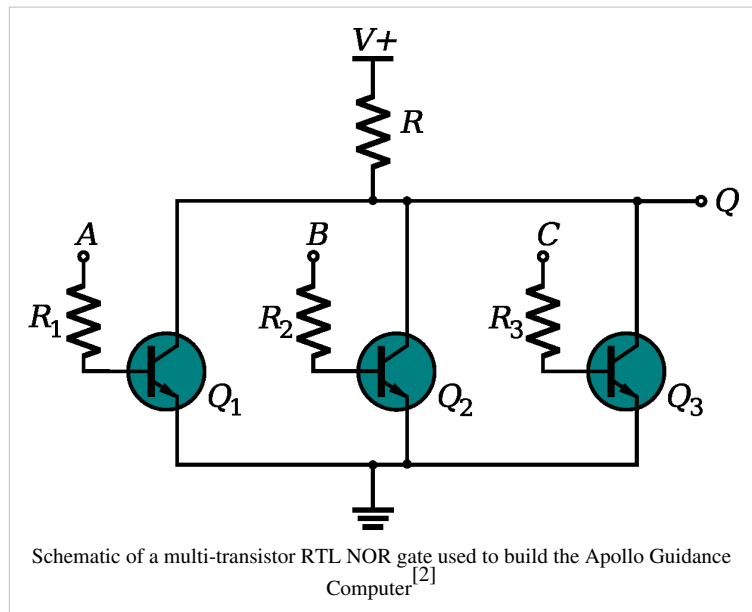 V+
R
Q
A
B
C
R1
R2
R3
Q1
Q2
Q3
Schematic of a multi-transistor RTL NOR gate used to build the Apollo Guidance
Computer[2]